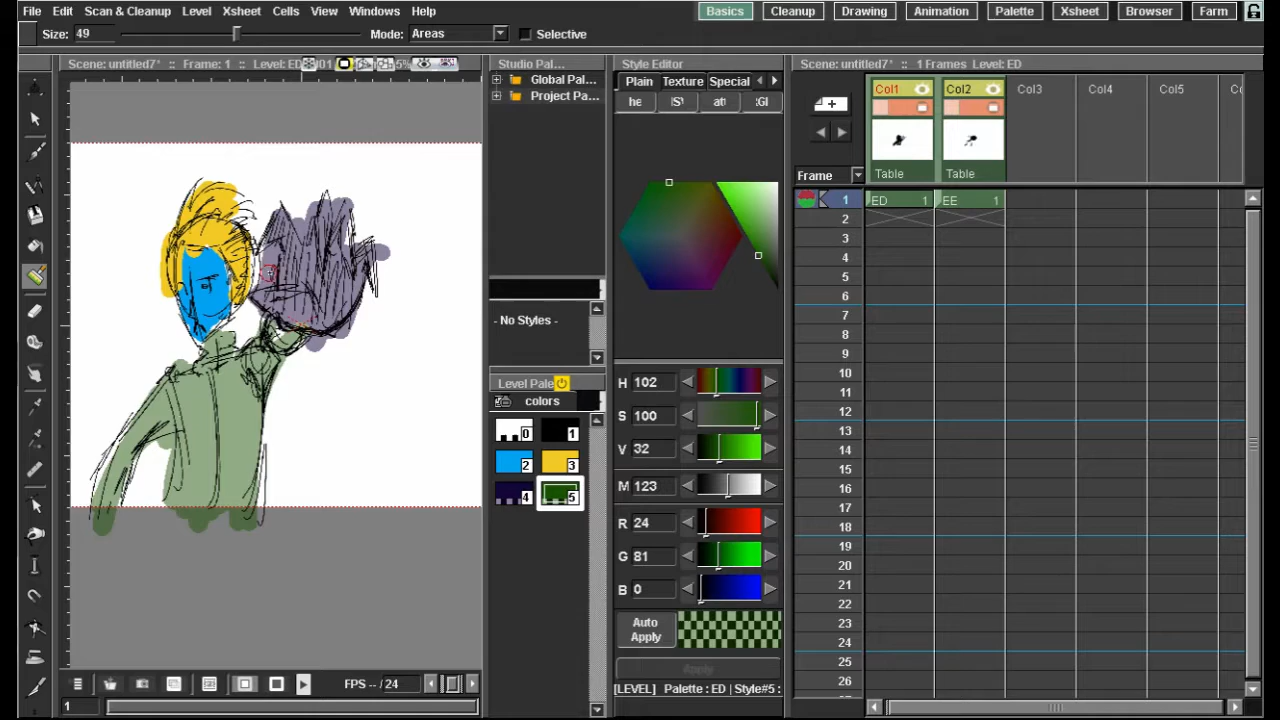 File Edit Scan & Cleanup Level Xsheet Cells View Windows Help
Basics Cleanup Drawing Animation Palette Xsheet Browser Farm
Size: 49 Mode: Areas Selective
Scene: untitled7* :: Frame: 1 :: Level: ED
Studio Pal...
Global Pal...
Project Pa...
- No Styles -
Level Pale
colors
0 1
2 3
4 5
Style Editor
Plain Texture Special
H 102
S 100
V 32
M 123
R 24
G 81
B 0
Auto
Apply
Apply
[LEVEL] Palette : ED | Style#5 :
Scene: untitled7* :: 1 Frames Level: ED
Col1 Col2 Col3 Col4 Col5
Frame
Table Table
1 ED 1 EE 1
2
3
4
5
6
7
8
9
10
11
12
13
14
15
16
17
18
19
20
21
22
23
24
25
26
FPS -- /24
1